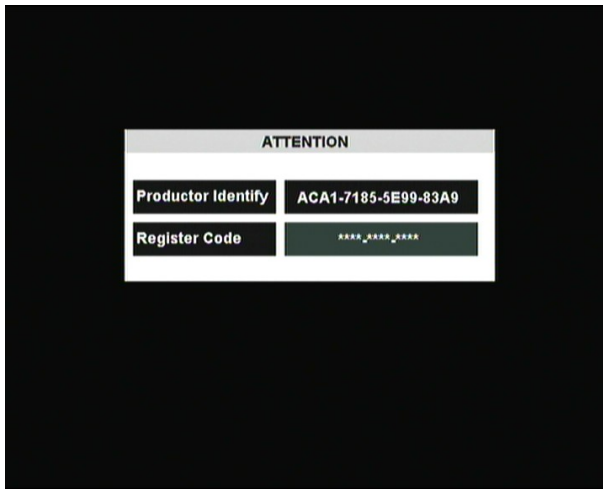 ATTENTION
Productor Identify ACA1-7185-5E99-83A9
Register Code ****-****-****